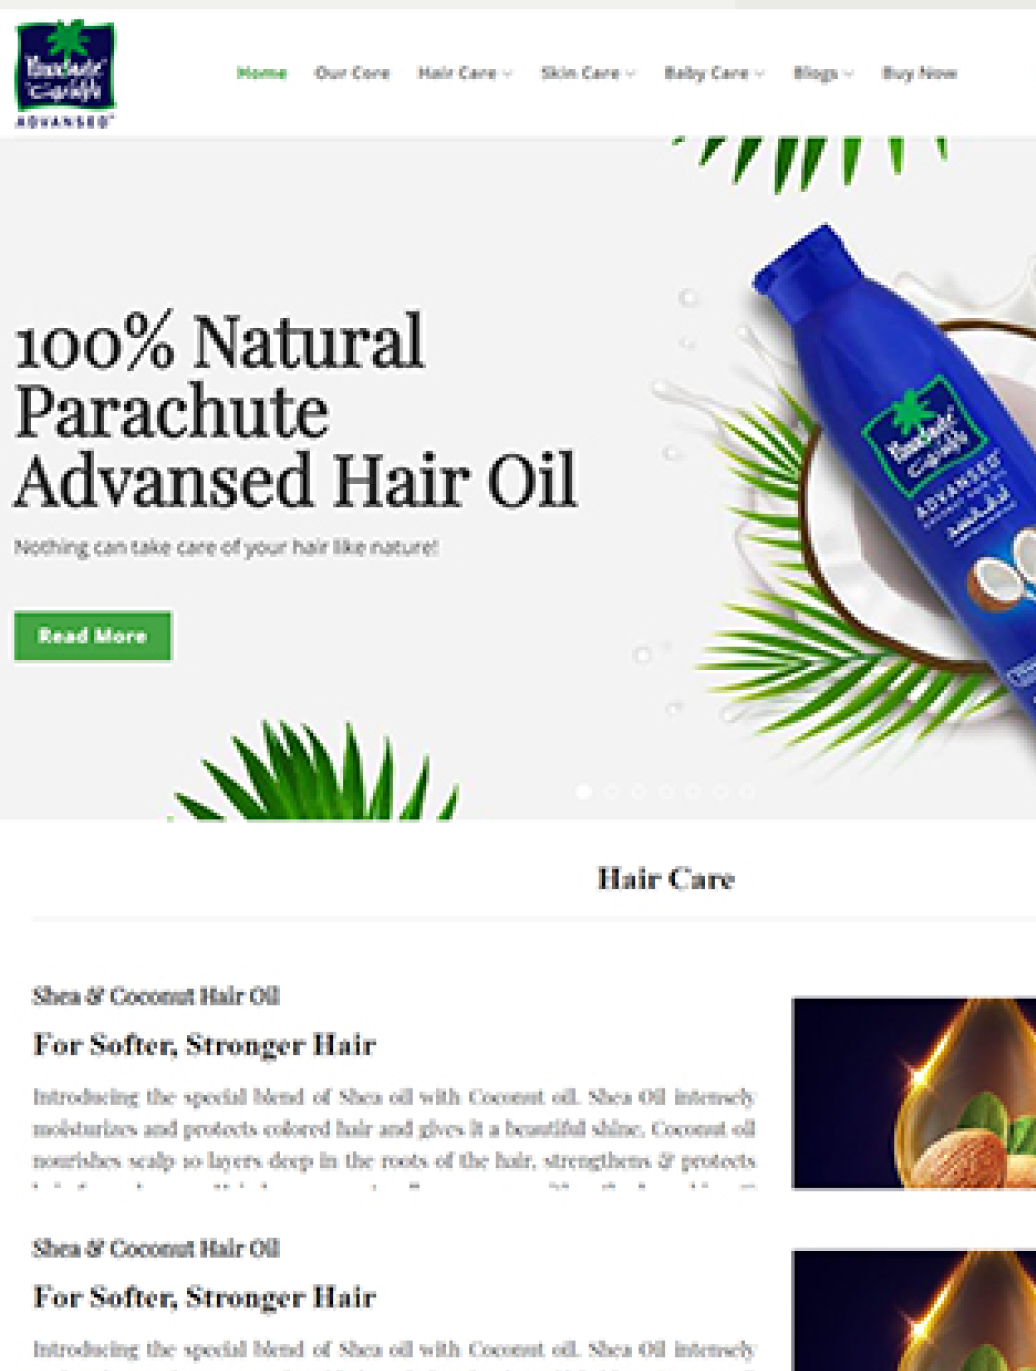 Parachute
ADVANSED
Home Our Core Hair Care Skin Care Baby Care Blogs Buy Now
100% Natural
Parachute
Advansed Hair Oil
Nothing can take care of your hair like nature!
Read More
Parachute
ADVANSED
Hair Care
Shea & Coconut Hair Oil
For Softer, Stronger Hair
Introducing the special blend of Shea oil with Coconut oil. Shea Oil intensely
moisturizes and protects colored hair and gives it a beautiful shine. Coconut oil
nourishes scalp 10 layers deep in the roots of the hair, strengthens & protects
Shea & Coconut Hair Oil
For Softer, Stronger Hair
Introducing the special blend of Shea oil with Coconut oil. Shea Oil intensely